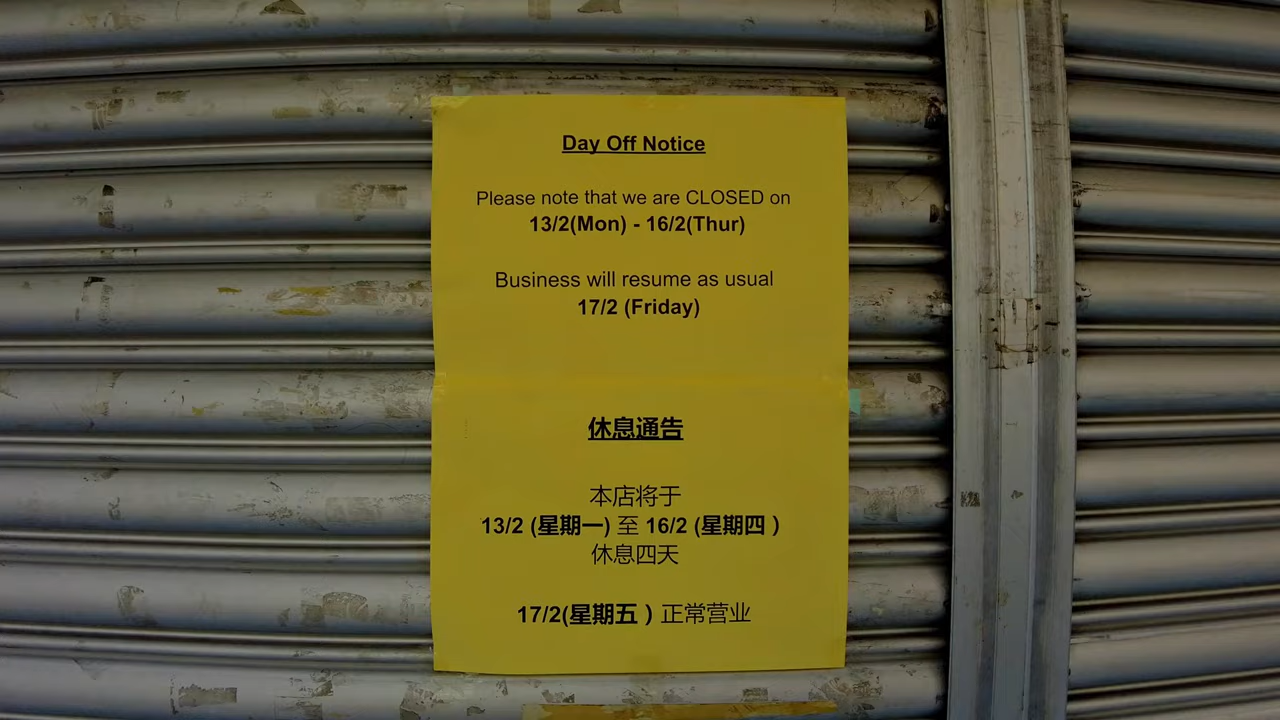 Day Off Notice
Please note that we are CLOSED on
13/2(Mon) - 16/2(Thur)
Business will resume as usual
17/2 (Friday)
休息通告
本店将于
13/2 (星期一) 至 16/2 (星期四 )
休息四天
17/2(星期五 ) 正常营业